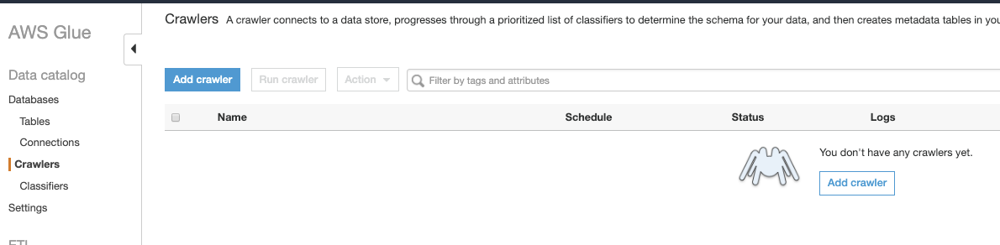 AWS Glue
Data catalog
Databases
Tables
Connections
Crawlers
Classifiers
Settings
Crawlers A crawler connects to a data store, progresses through a prioritized list of classifiers to determine the schema for your data, and then creates metadata tables in
Add crawler Run crawler Action Filter by tags and attributes
Name Schedule Status Logs
You don't have any crawlers yet.
Add crawler